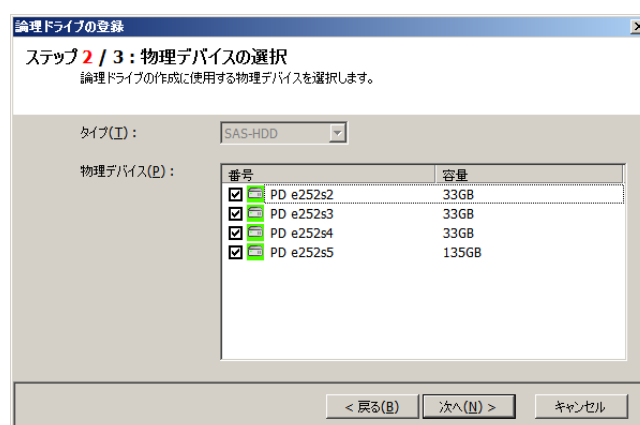 論理ドライブの登録
ステップ 2 / 3 : 物理デバイスの選択
論理ドライブの作成に使用する物理デバイスを選択します。
タイプ(T) : SAS-HDD
物理デバイス(P) :
番号 容量
PD e252s2 33GB
PD e252s3 33GB
PD e252s4 33GB
PD e252s5 135GB
< 戻る(B) 次へ(N) > キャンセル